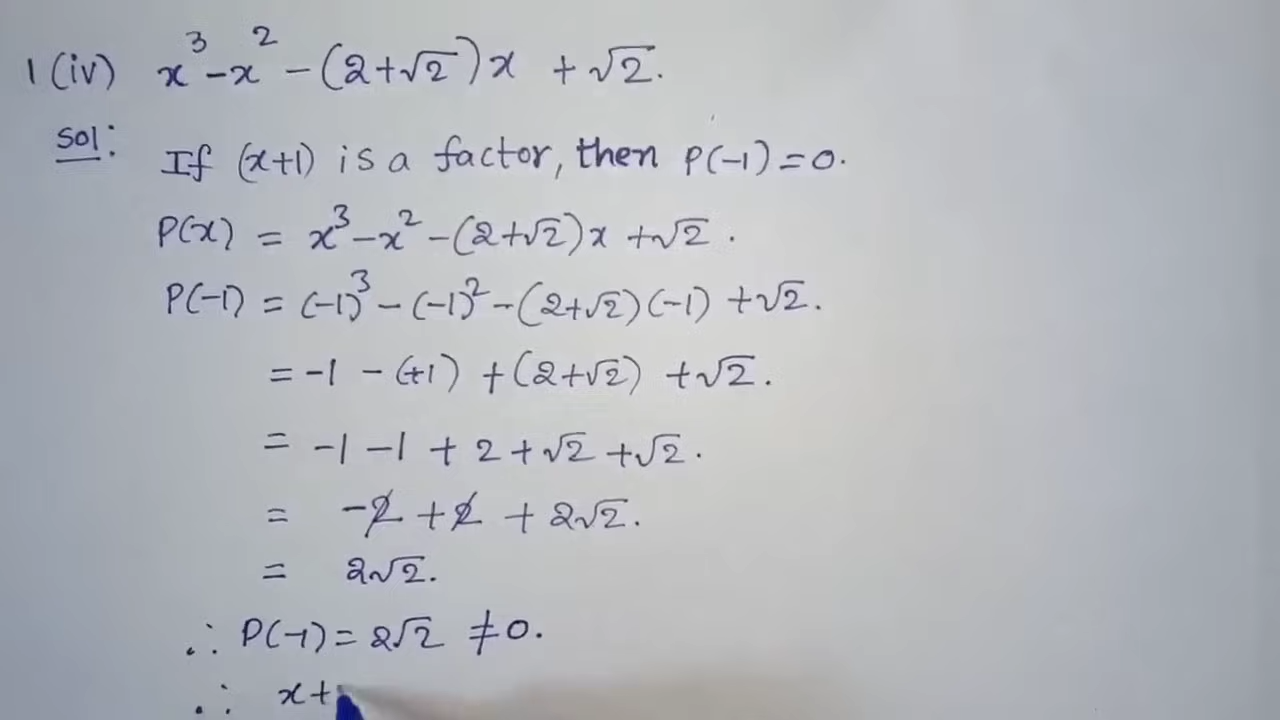 1 (iv) x³ - x² - (2+√2)x + √2.
Sol:
If (x+1) is a factor, then P(-1) = 0.
P(x) = x³ - x² - (2+√2)x + √2.
P(-1) = (-1)³ - (-1)² - (2+√2)(-1) + √2.
= -1 - (+1) + (2+√2) + √2.
= -1 - 1 + 2 + √2 + √2.
= -2 + 2 + 2√2.
= 2√2.
∴ P(-1) = 2√2 ≠ 0.
∴ x+